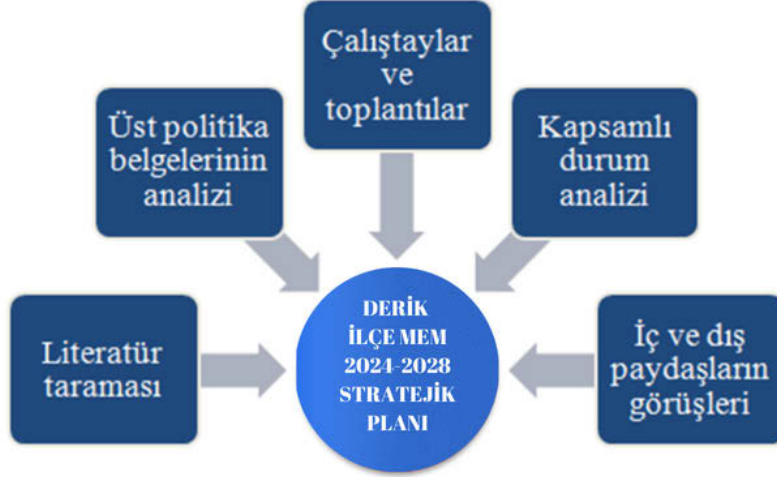 Çalıştaylar
ve
toplantılar
Üst politika
belgelerinin
analizi
Kapsamlı
durum
analizi
Literatür
taraması
DERİK
İLÇE MEM
2024-2028
STRATEJİK
PLANI
İç ve dış
paydaşların
görüşleri